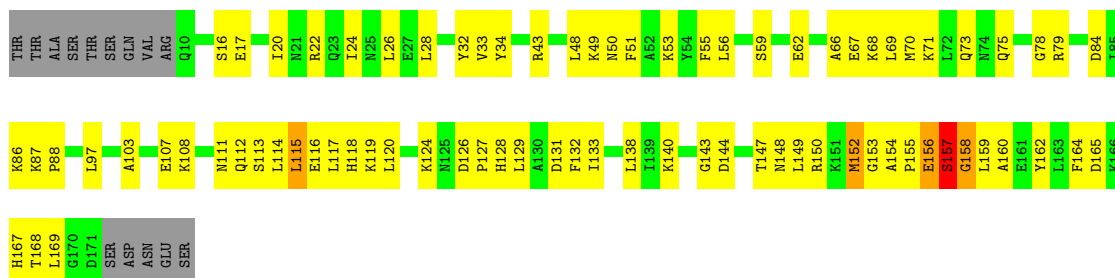 THR THR ALA SER THR SER GLN VAL ARG Q10 S16 E17 I20 N21 R22 Q23 I24 N25 L26 E27 L28 Y32 V33 Y34 R43 L48 K49 N50 F51 A52 K53 Y54 F55 L56 S59 E62 A66 E67 K68 L69 M70 K71 L72 Q73 N74 Q75 G78 R79 D84 I85
K86 K87 P88 L97 A103 E107 K108 N111 Q112 S113 L114 L115 E116 L117 H118 K119 L120 K124 N125 D126 P127 H128 L129 A130 D131 F132 I133 L138 I139 K140 G143 D144 T147 N148 L149 R150 K151 M152 G153 A154 P155 E156 S157 G158 L159 A160 E161 Y162 L163 F164 D165 K166
H167 T168 L169 G170 D171 SER ASP ASN GLU SER